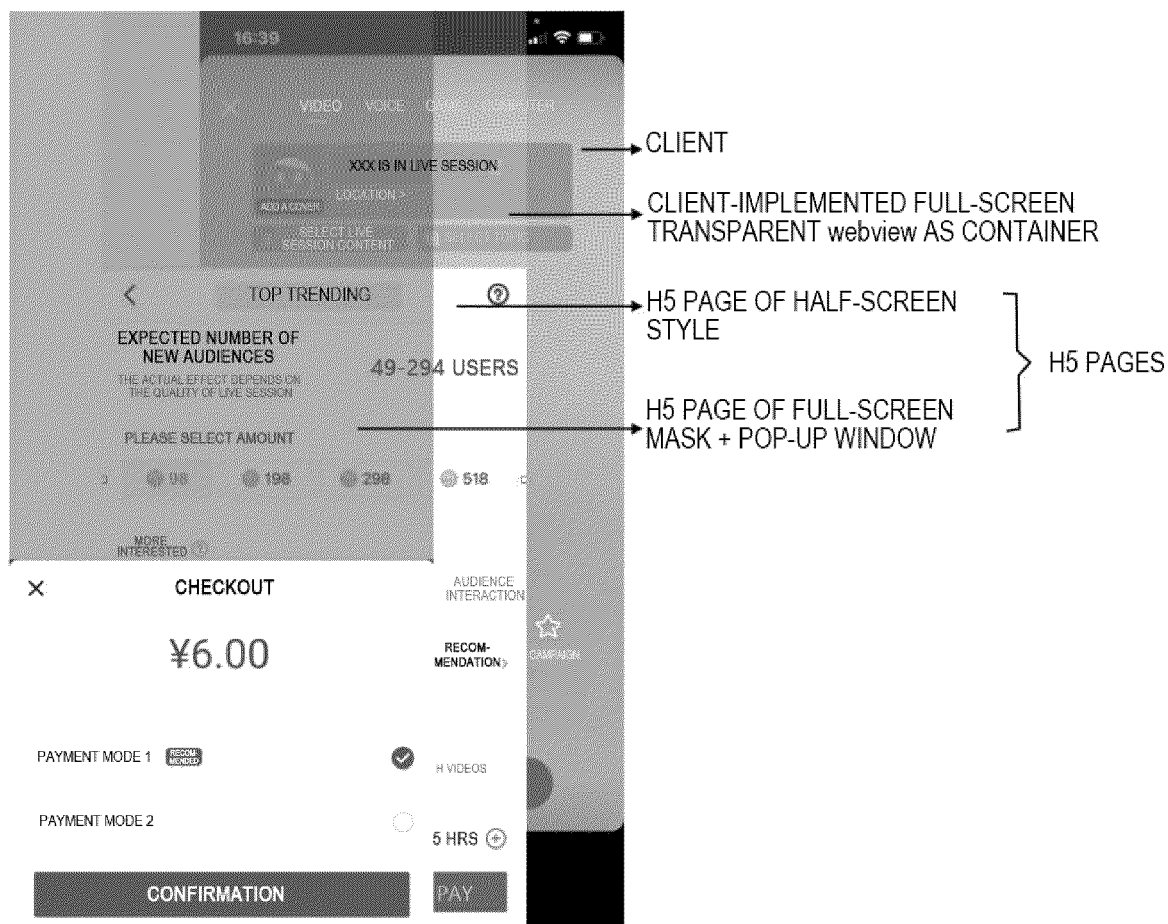 16:39
VIDEO VOICE
CLIENT
XXX IS IN LIVE SESSION
LOCATION >
ADD A COVER
CLIENT-IMPLEMENTED FULL-SCREEN
TRANSPARENT webview AS CONTAINER
SELECT LIVE
SESSION CONTENT
TOP TRENDING
H5 PAGE OF HALF-SCREEN
STYLE
EXPECTED NUMBER OF
NEW AUDIENCES
49-294 USERS
H5 PAGES
THE ACTUAL EFFECT DEPENDS ON
THE QUALITY OF LIVE SESSION
H5 PAGE OF FULL-SCREEN
MASK + POP-UP WINDOW
PLEASE SELECT AMOUNT
98 198 298 518
MORE
INTERESTED
CHECKOUT
AUDIENCE
INTERACTION
¥6.00
RECOM-
MENDATION >
CAMPAIGN
PAYMENT MODE 1 RECOM-
MENDED
H VIDEOS
PAYMENT MODE 2
5 HRS
CONFIRMATION
PAY